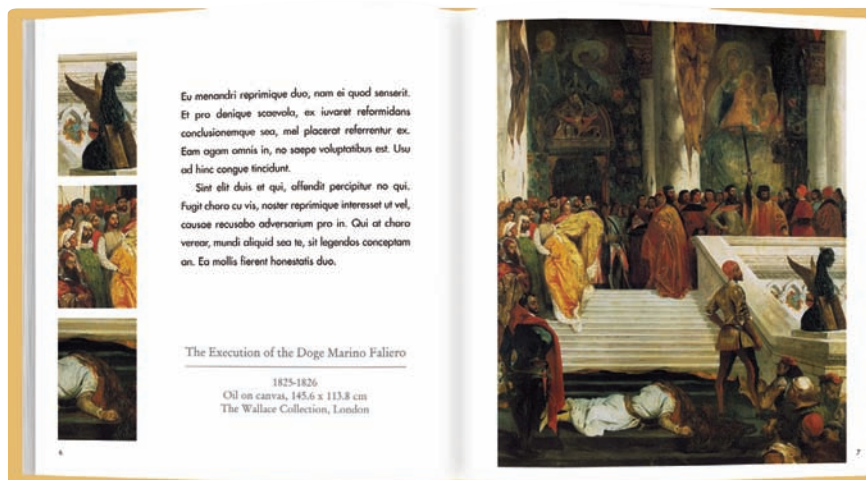 Eu menandri reprimique duo, nam ei quod senserit.
Et pro denique scaevola, ex iuvaret reformidans
conclusionemque sea, mel placerat referrentur ex.
Eam agam omnis in, no saepe voluptatibus est. Usu
ad hinc congue tincidunt.
Sint elit duis et qui, offendit percipitur no qui.
Fugit choro cu vis, noster reprimique interesset ut vel,
causae recusabo adversarium pro in. Qui at choro
verear, mundi aliquid sea te, sit legendos conceptam
an. Ea mollis fierent honestatis duo.
The Execution of the Doge Marino Faliero
1825-1826
Oil on canvas, 145.6 x 113.8 cm
The Wallace Collection, London
6
7